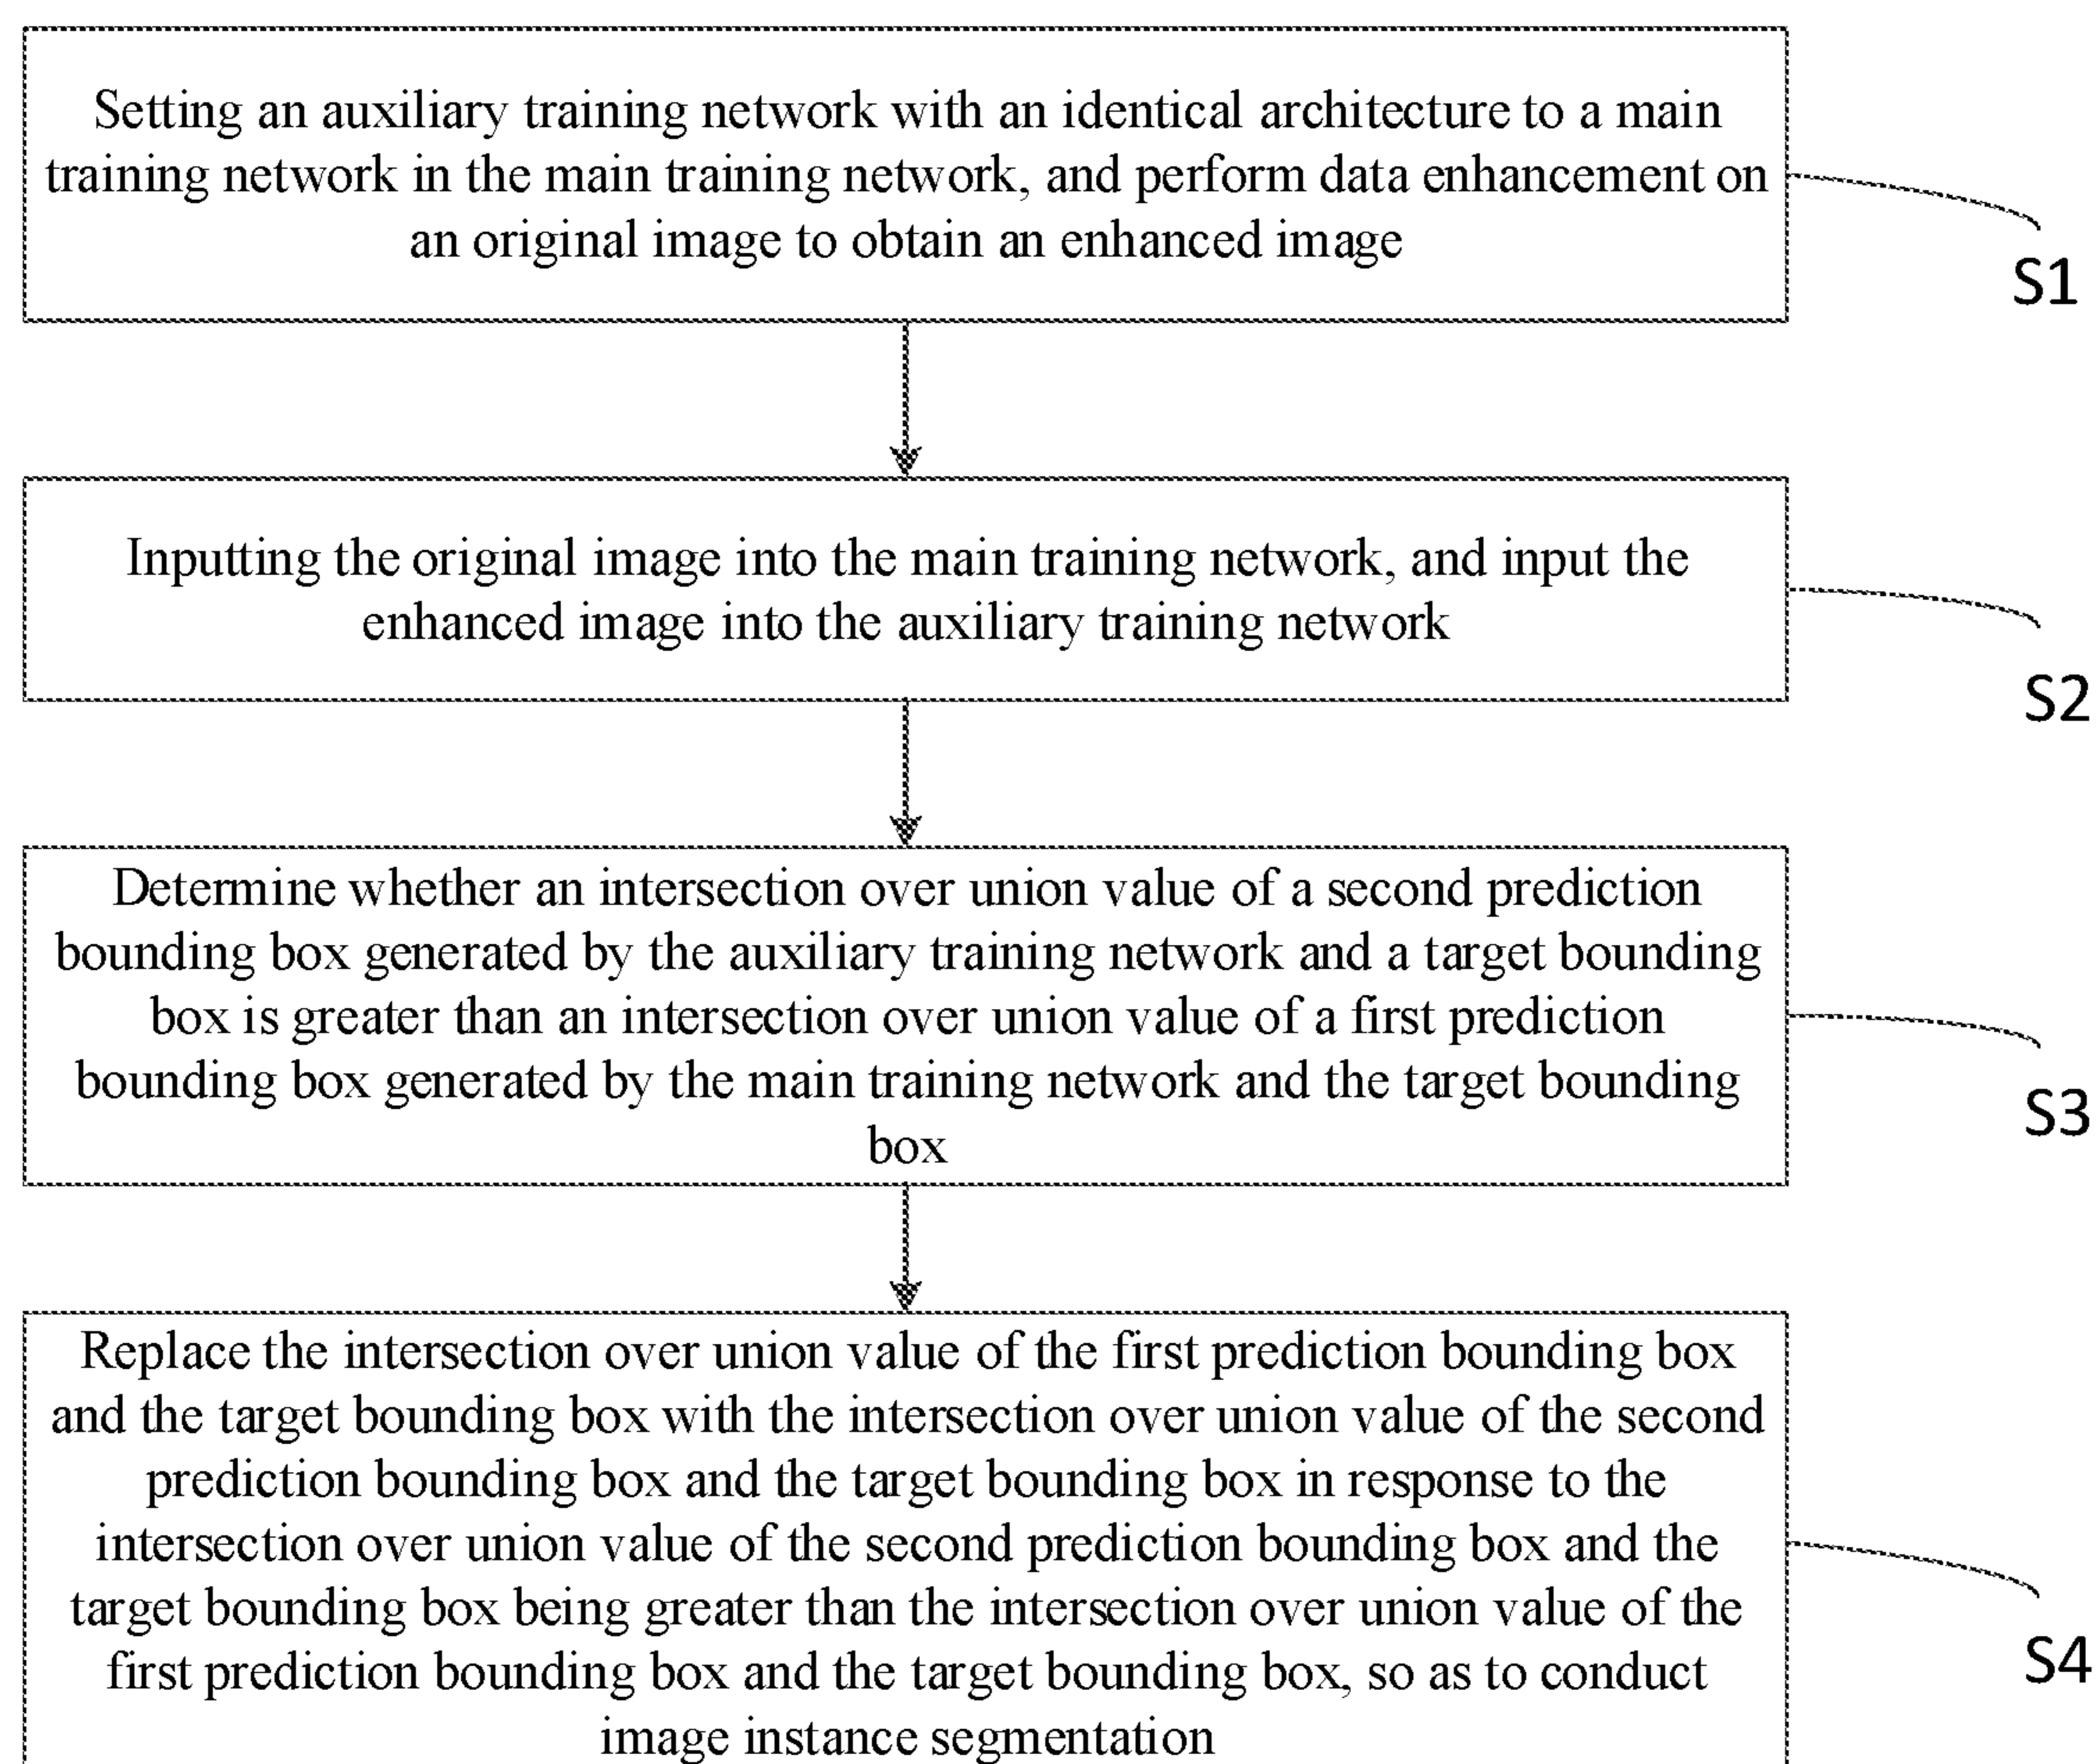 Setting an auxiliary training network with an identical architecture to a main
training network in the main training network, and perform data enhancement on
an original image to obtain an enhanced image
S1
Inputting the original image into the main training network, and input the
enhanced image into the auxiliary training network
S2
Determine whether an intersection over union value of a second prediction
bounding box generated by the auxiliary training network and a target bounding
box is greater than an intersection over union value of a first prediction
bounding box generated by the main training network and the target bounding
box
S3
Replace the intersection over union value of the first prediction bounding box
and the target bounding box with the intersection over union value of the second
prediction bounding box and the target bounding box in response to the
intersection over union value of the second prediction bounding box and the
target bounding box being greater than the intersection over union value of the
first prediction bounding box and the target bounding box, so as to conduct
image instance segmentation
S4